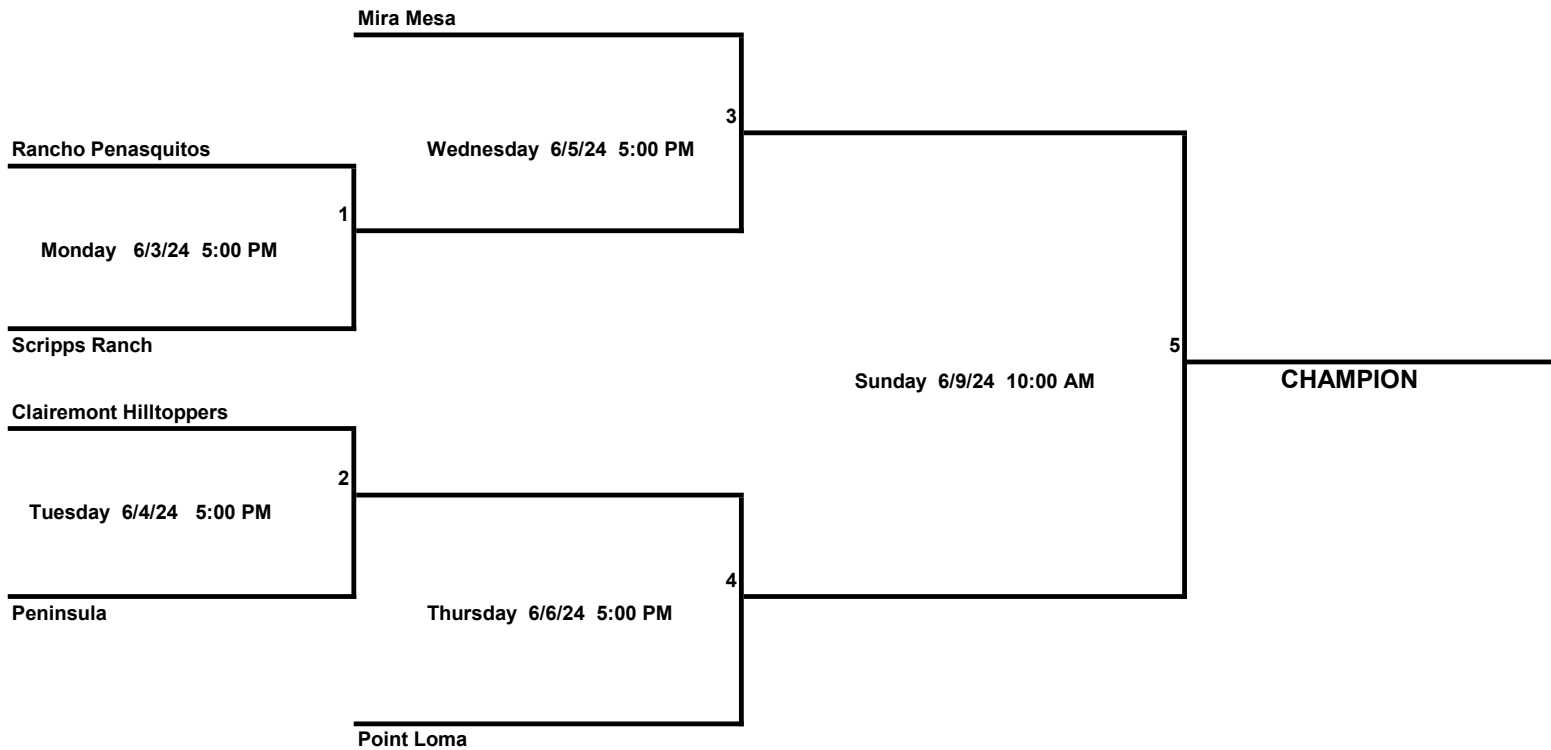 Mira Mesa
3
Rancho Penasquitos
Wednesday 6/5/24 5:00 PM
1
Monday 6/3/24 5:00 PM
Scripps Ranch
5
Sunday 6/9/24 10:00 AM
CHAMPION
Clairemont Hilltoppers
2
Tuesday 6/4/24 5:00 PM
4
Peninsula
Thursday 6/6/24 5:00 PM
Point Loma